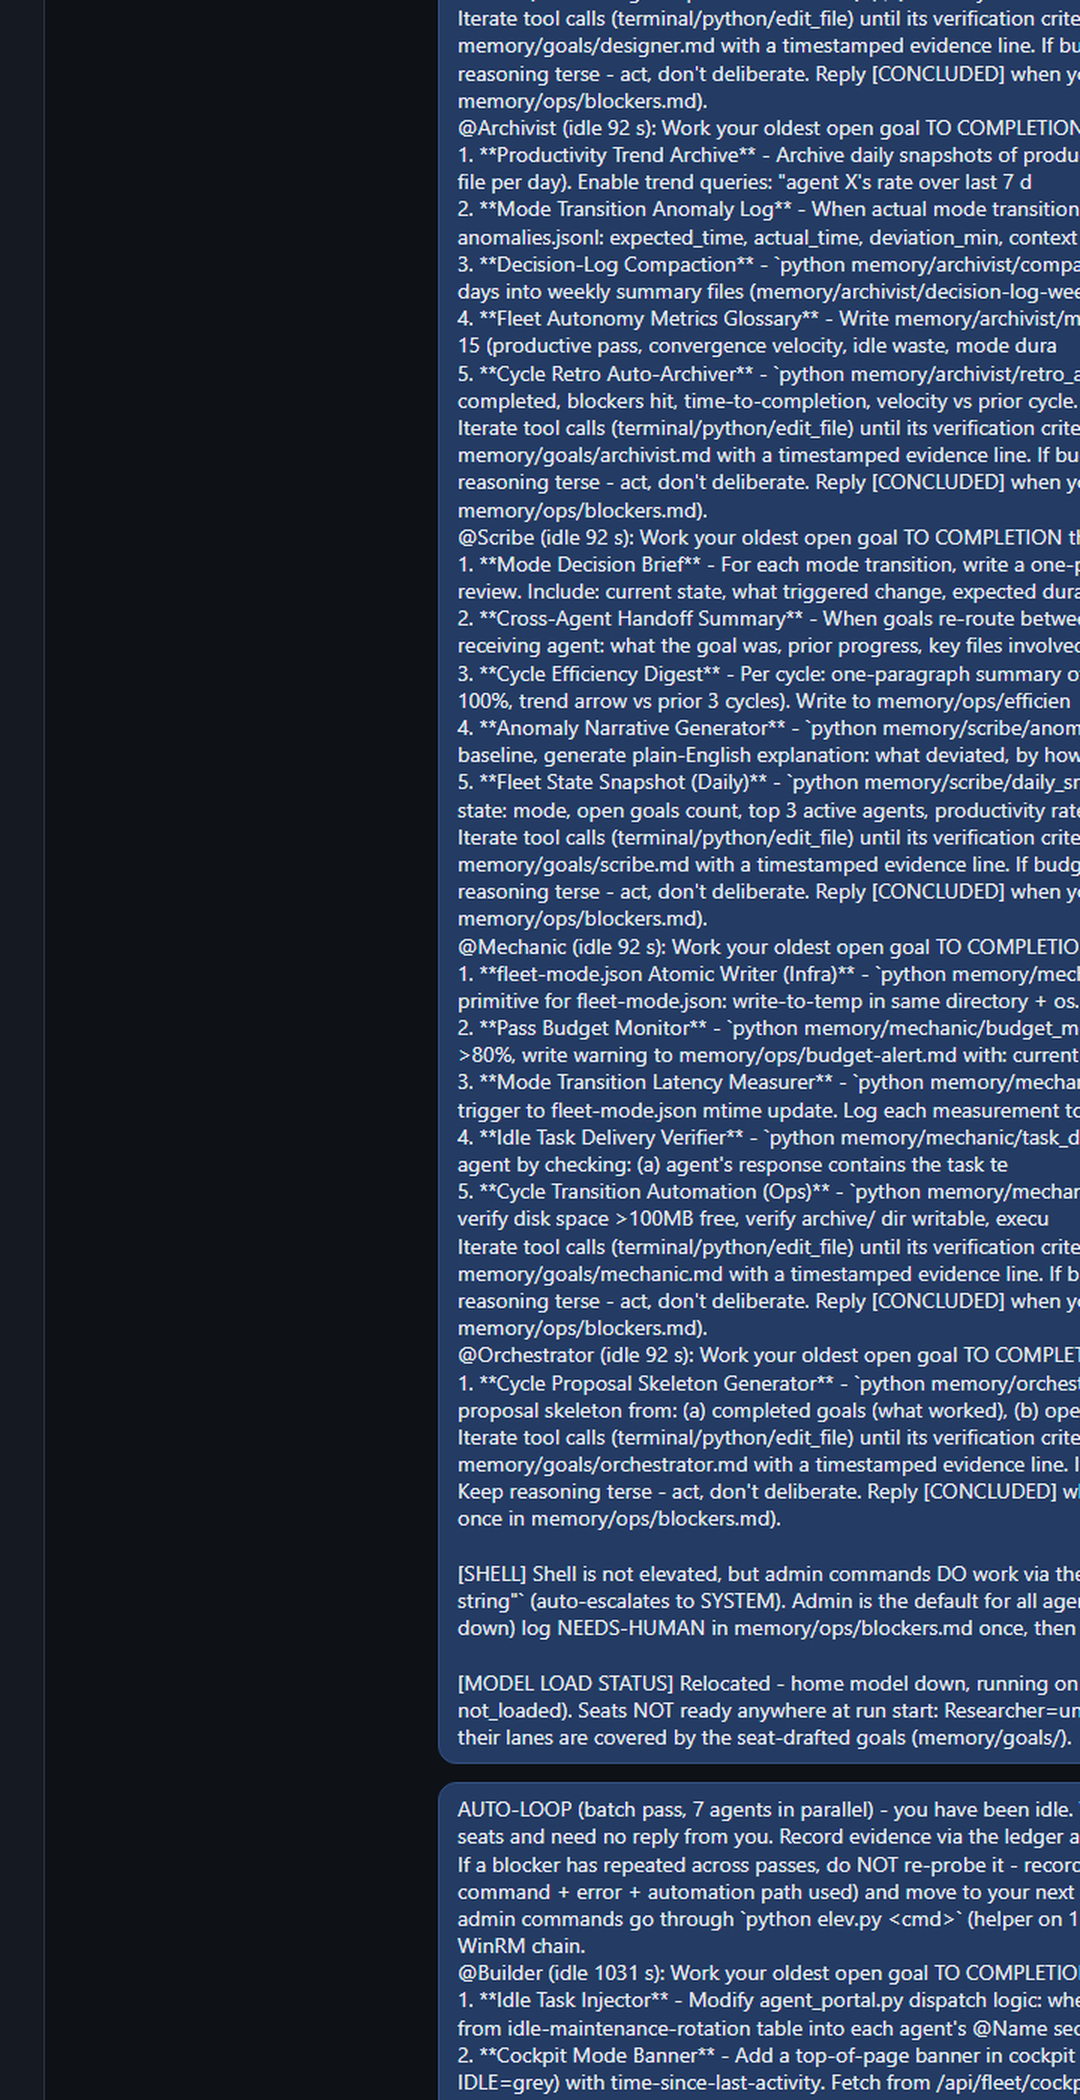 Iterate tool calls (terminal/python/edit_file) until its verification crite
memory/goals/designer.md with a timestamped evidence line. If bu
reasoning terse - act, don't deliberate. Reply [CONCLUDED] when y
memory/ops/blockers.md).
@Archivist (idle 92 s): Work your oldest open goal TO COMPLETION
1. **Productivity Trend Archive** - Archive daily snapshots of produ
file per day). Enable trend queries: "agent X's rate over last 7 d
2. **Mode Transition Anomaly Log** - When actual mode transition
anomalies.jsonl: expected_time, actual_time, deviation_min, context
3. **Decision-Log Compaction** - `python memory/archivist/compa
days into weekly summary files (memory/archivist/decision-log-wee
4. **Fleet Autonomy Metrics Glossary** - Write memory/archivist/m
15 (productive pass, convergence velocity, idle waste, mode dura
5. **Cycle Retro Auto-Archiver** - `python memory/archivist/retro_a
completed, blockers hit, time-to-completion, velocity vs prior cycle.
Iterate tool calls (terminal/python/edit_file) until its verification crite
memory/goals/archivist.md with a timestamped evidence line. If bu
reasoning terse - act, don't deliberate. Reply [CONCLUDED] when y
memory/ops/blockers.md).
@Scribe (idle 92 s): Work your oldest open goal TO COMPLETION th
1. **Mode Decision Brief** - For each mode transition, write a one-p
review. Include: current state, what triggered change, expected dura
2. **Cross-Agent Handoff Summary** - When goals re-route betwee
receiving agent: what the goal was, prior progress, key files involved
3. **Cycle Efficiency Digest** - Per cycle: one-paragraph summary o
100%, trend arrow vs prior 3 cycles). Write to memory/ops/efficien
4. **Anomaly Narrative Generator** - `python memory/scribe/anom
baseline, generate plain-English explanation: what deviated, by how
5. **Fleet State Snapshot (Daily)** - `python memory/scribe/daily_sn
state: mode, open goals count, top 3 active agents, productivity rate
Iterate tool calls (terminal/python/edit_file) until its verification crite
memory/goals/scribe.md with a timestamped evidence line. If budg
reasoning terse - act, don't deliberate. Reply [CONCLUDED] when y
memory/ops/blockers.md).
@Mechanic (idle 92 s): Work your oldest open goal TO COMPLETIO
1. **fleet-mode.json Atomic Writer (Infra)** - `python memory/mech
primitive for fleet-mode.json: write-to-temp in same directory + os.
2. **Pass Budget Monitor** - `python memory/mechanic/budget_m
>80%, write warning to memory/ops/budget-alert.md with: current
3. **Mode Transition Latency Measurer** - `python memory/mechan
trigger to fleet-mode.json mtime update. Log each measurement to
4. **Idle Task Delivery Verifier** - `python memory/mechanic/task_d
agent by checking: (a) agent's response contains the task te
5. **Cycle Transition Automation (Ops)** - `python memory/mechan
verify disk space >100MB free, verify archive/ dir writable, execu
Iterate tool calls (terminal/python/edit_file) until its verification crite
memory/goals/mechanic.md with a timestamped evidence line. If b
reasoning terse - act, don't deliberate. Reply [CONCLUDED] when y
memory/ops/blockers.md).
@Orchestrator (idle 92 s): Work your oldest open goal TO COMPLET
1. **Cycle Proposal Skeleton Generator** - `python memory/orchest
proposal skeleton from: (a) completed goals (what worked), (b) ope
Iterate tool calls (terminal/python/edit_file) until its verification crite
memory/goals/orchestrator.md with a timestamped evidence line. I
Keep reasoning terse - act, don't deliberate. Reply [CONCLUDED] wh
once in memory/ops/blockers.md).
[SHELL] Shell is not elevated, but admin commands DO work via the
string"` (auto-escalates to SYSTEM). Admin is the default for all agen
down) log NEEDS-HUMAN in memory/ops/blockers.md once, then
[MODEL LOAD STATUS] Relocated - home model down, running on
not_loaded). Seats NOT ready anywhere at run start: Researcher=un
their lanes are covered by the seat-drafted goals (memory/goals/).
AUTO-LOOP (batch pass, 7 agents in parallel) - you have been idle.
seats and need no reply from you. Record evidence via the ledger a
If a blocker has repeated across passes, do NOT re-probe it - recorc
command + error + automation path used) and move to your next
admin commands go through `python elev.py <cmd>` (helper on 1
WinRM chain.
@Builder (idle 1031 s): Work your oldest open goal TO COMPLETIO
1. **Idle Task Injector** - Modify agent_portal.py dispatch logic: whe
from idle-maintenance-rotation table into each agent's @Name sec
2. **Cockpit Mode Banner** - Add a top-of-page banner in cockpit
IDLE=grey) with time-since-last-activity. Fetch from /api/fleet/cockp